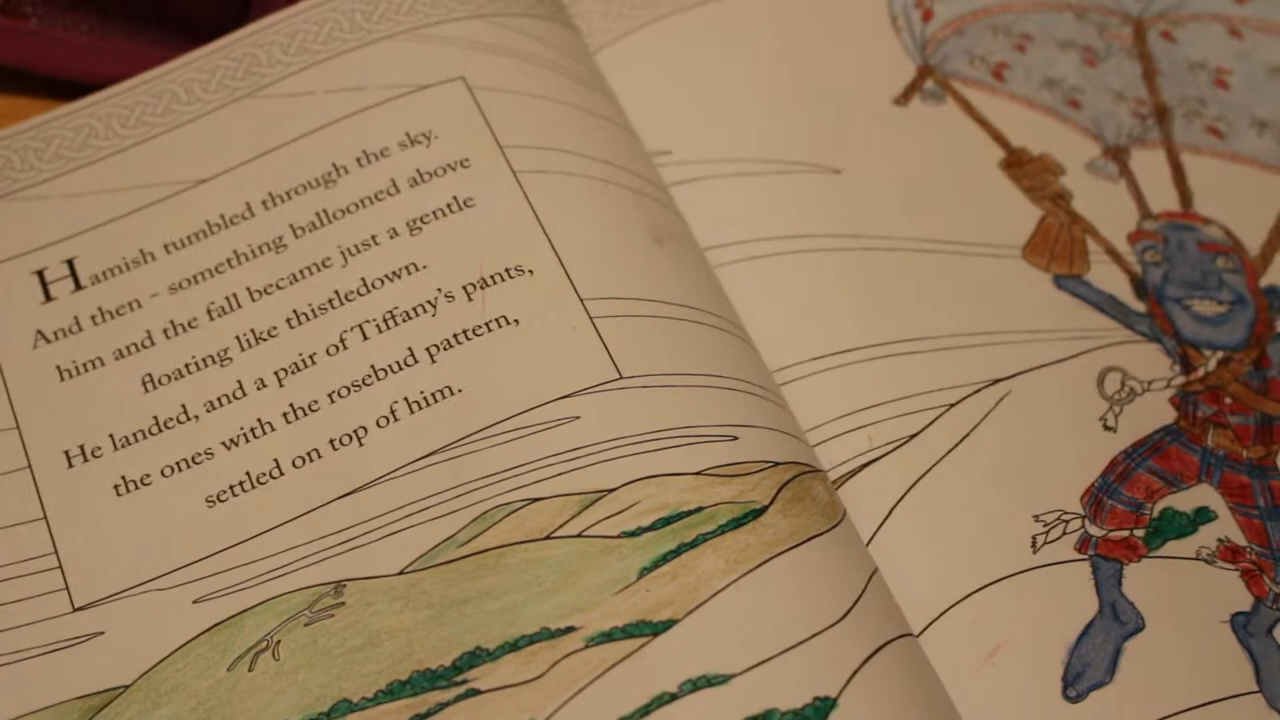 Hamish tumbled through the sky.
And then - something ballooned above
him and the fall became just a gentle
floating like thistledown.
He landed, and a pair of Tiffany's pants,
the ones with the rosebud pattern,
settled on top of him.